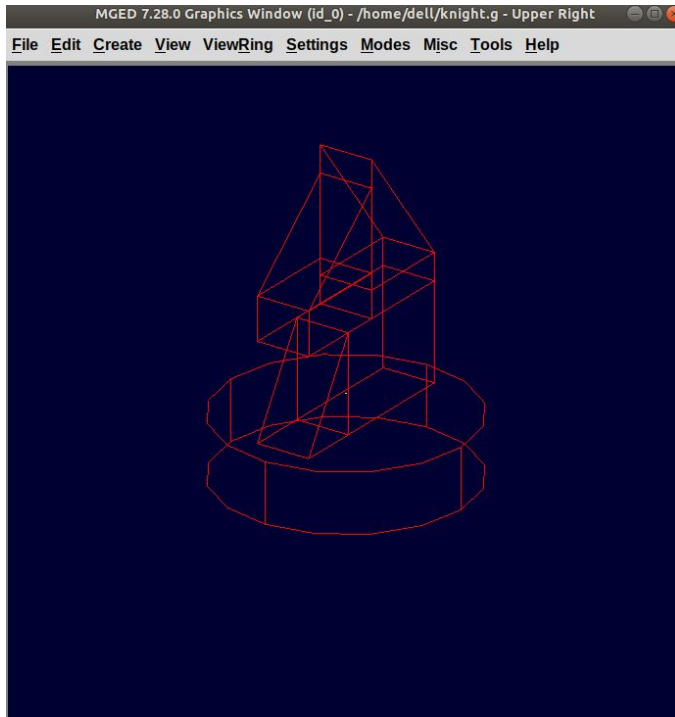 MGED 7.28.0 Graphics Window (id_0) - /home/dell/knight.g - Upper Right
File Edit Create View ViewRing Settings Modes Misc Tools Help